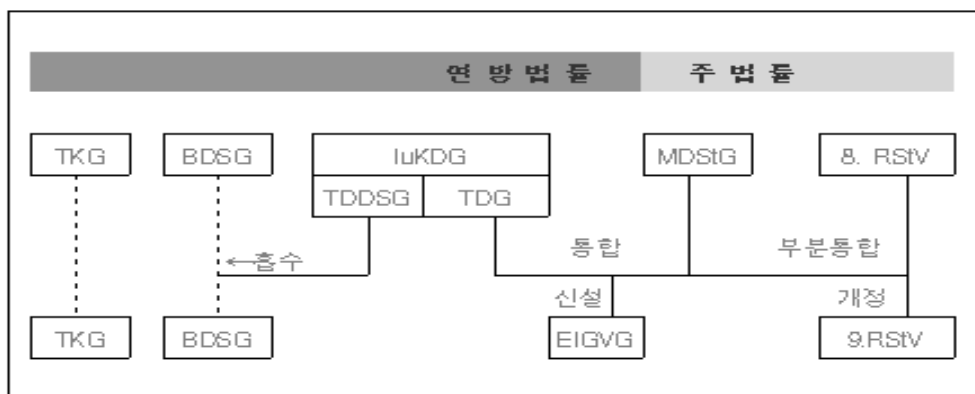 연 방 법 률 주 법 률
TKG BDSG IuKDG MDStG 8. RStV
TDDSG TDG
←흡수 통합 부분통합
신설 개정
TKG BDSG EIGVG 9.RStV